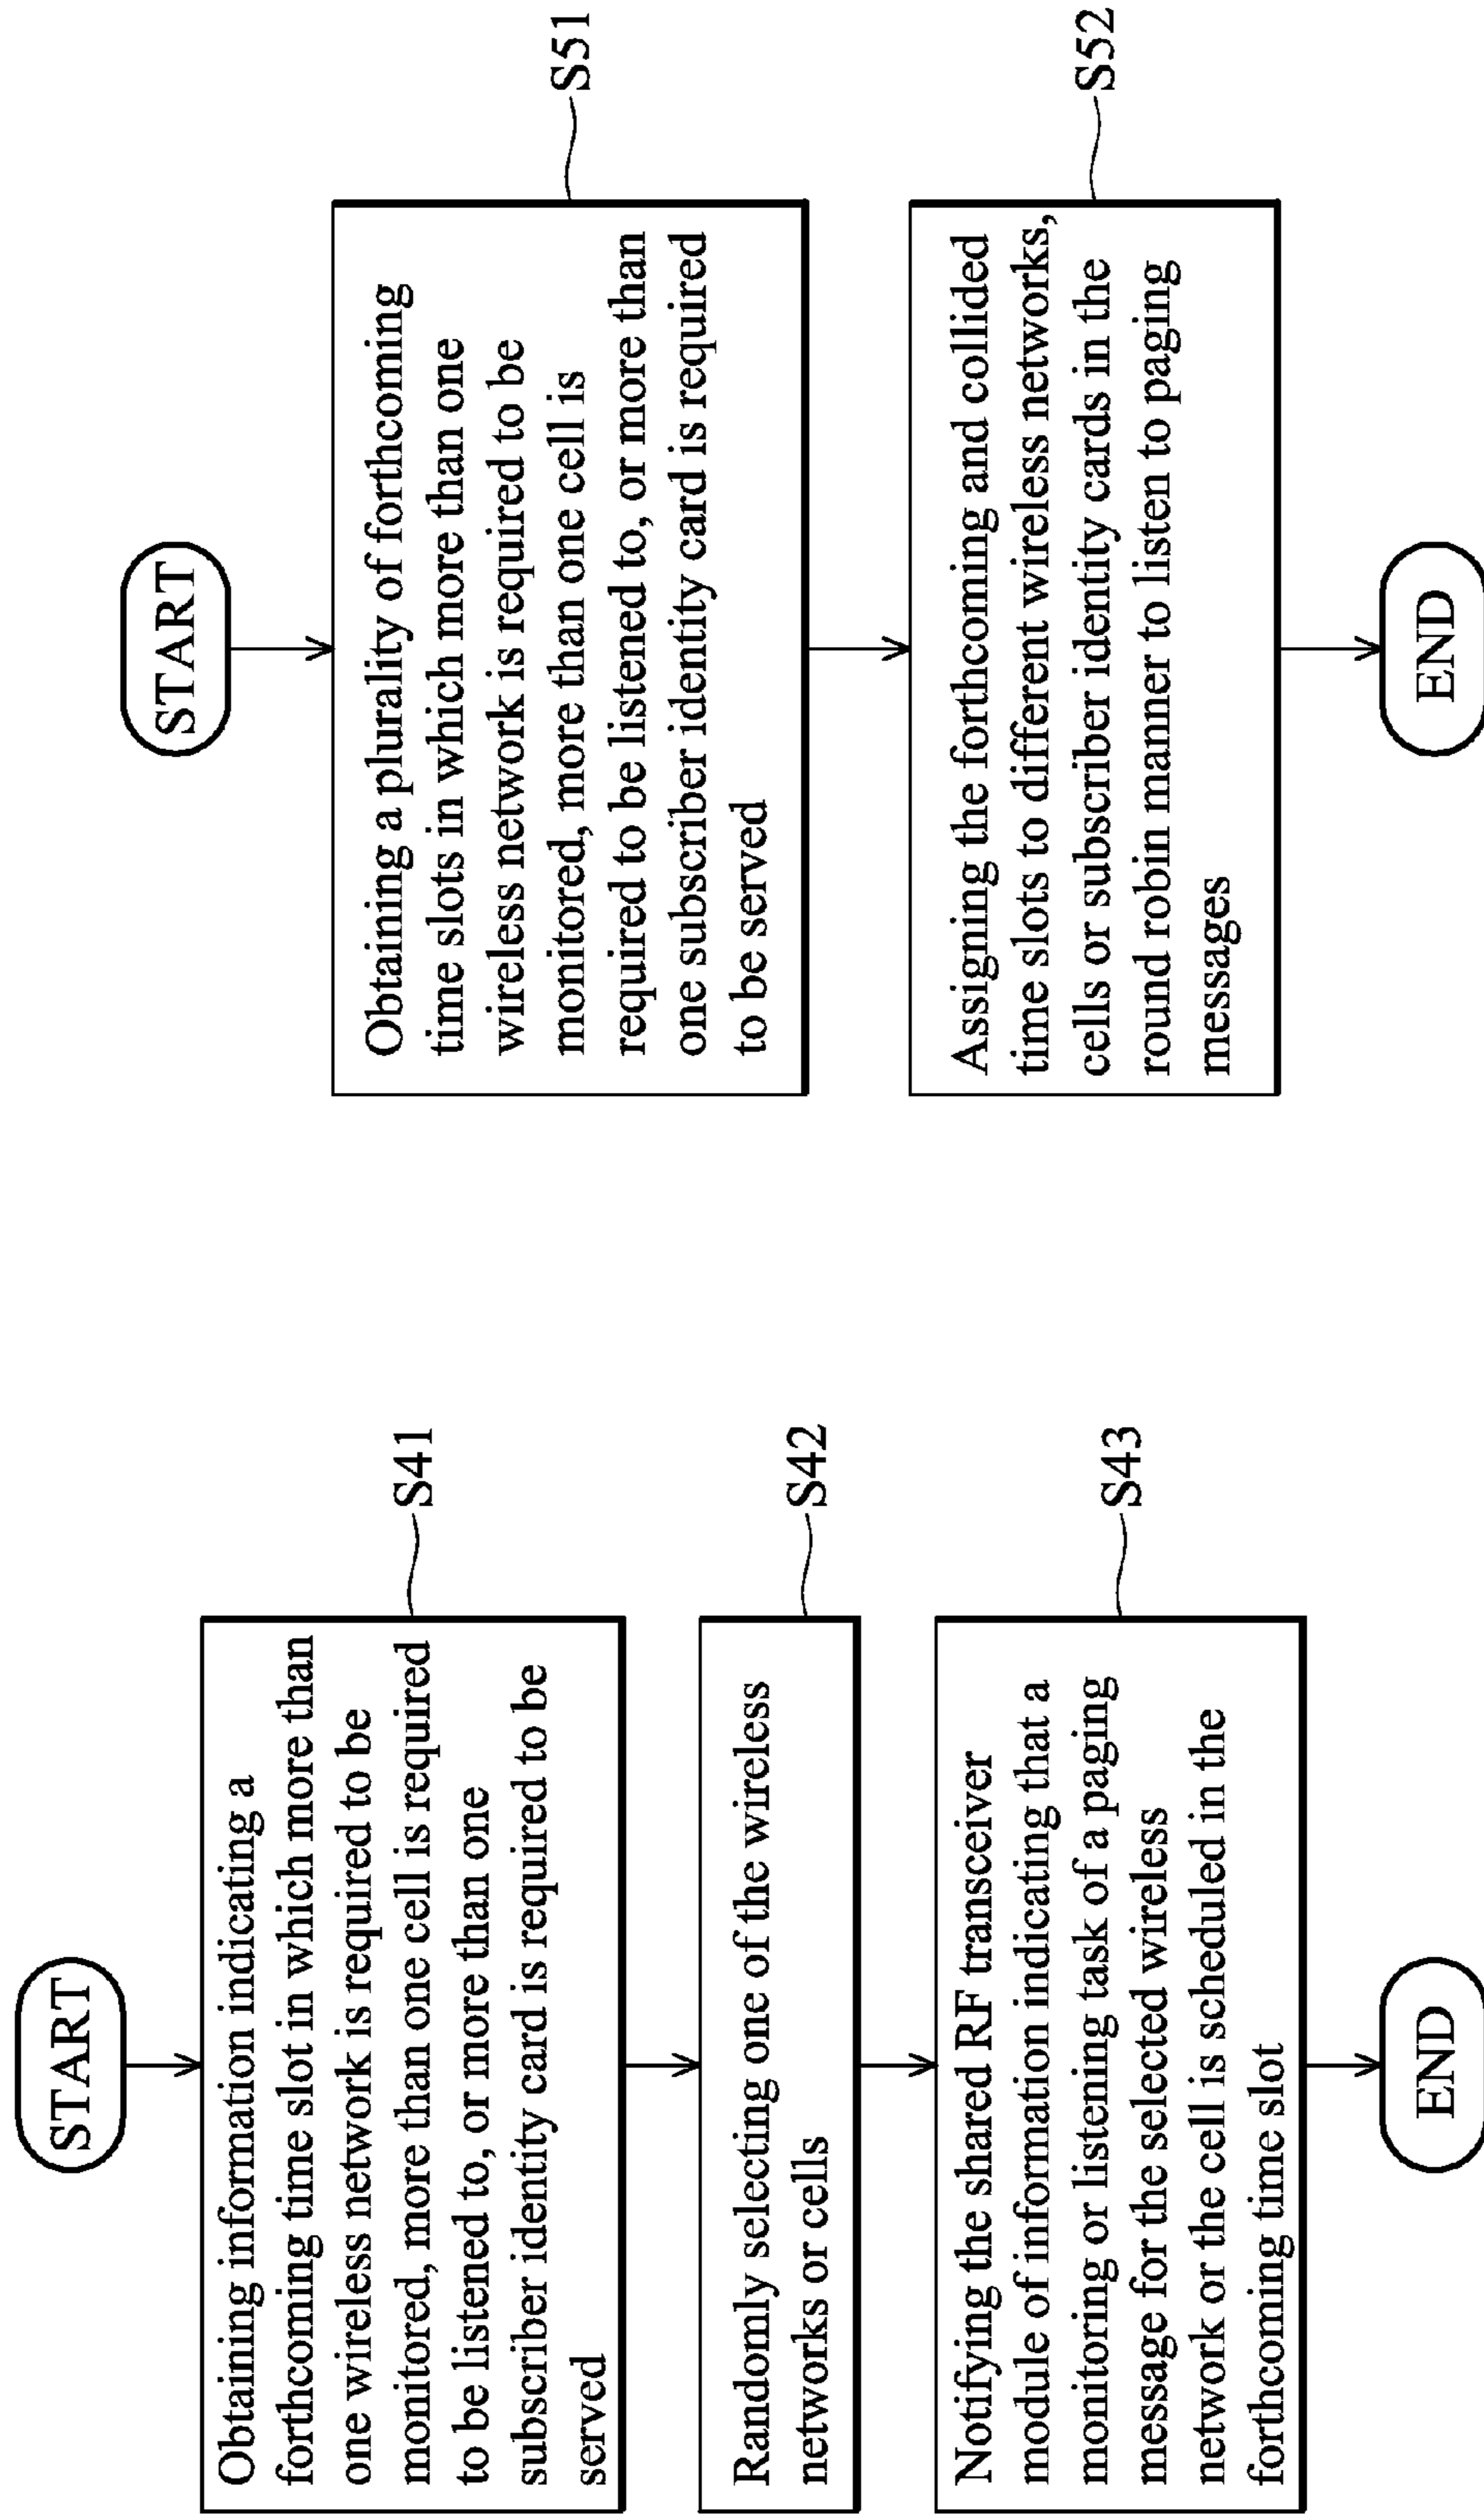 START
Obtaining information indicating a
forthcoming time slot in which more than
one wireless network is required to be
monitored, more than one cell is required
to be listened to, or more than one
subscriber identity card is required to be
served
S41
Randomly selecting one of the wireless
networks or cells
S42
Notifying the shared RF transceiver
module of information indicating that a
monitoring or listening task of a paging
message for the selected wireless
network or the cell is scheduled in the
forthcoming time slot
S43
END
START
Obtaining a plurality of forthcoming
time slots in which more than one
wireless network is required to be
monitored, more than one cell is
required to be listened to, or more than
one subscriber identity card is required
to be served
S51
Assigning the forthcoming and collided
time slots to different wireless networks,
cells or subscriber identity cards in the
round robin manner to listen to paging
messages
S52
END